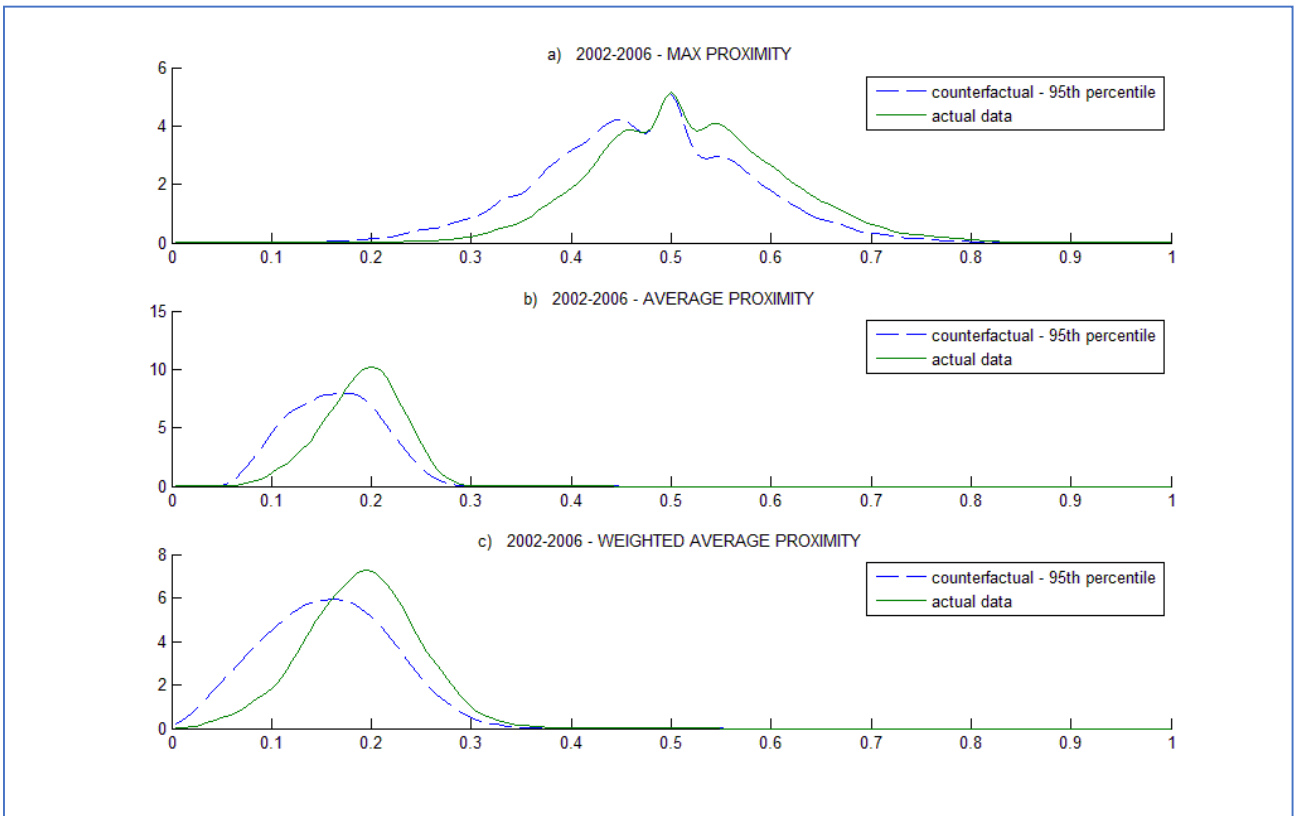 a) 2002-2006 - MAX PROXIMITY
6
4
2
0
counterfactual - 95th percentile
actual data
0 0.1 0.2 0.3 0.4 0.5 0.6 0.7 0.8 0.9 1
b) 2002-2006 - AVERAGE PROXIMITY
15
10
5
0
counterfactual - 95th percentile
actual data
0 0.1 0.2 0.3 0.4 0.5 0.6 0.7 0.8 0.9 1
c) 2002-2006 - WEIGHTED AVERAGE PROXIMITY
8
6
4
2
0
counterfactual - 95th percentile
actual data
0 0.1 0.2 0.3 0.4 0.5 0.6 0.7 0.8 0.9 1